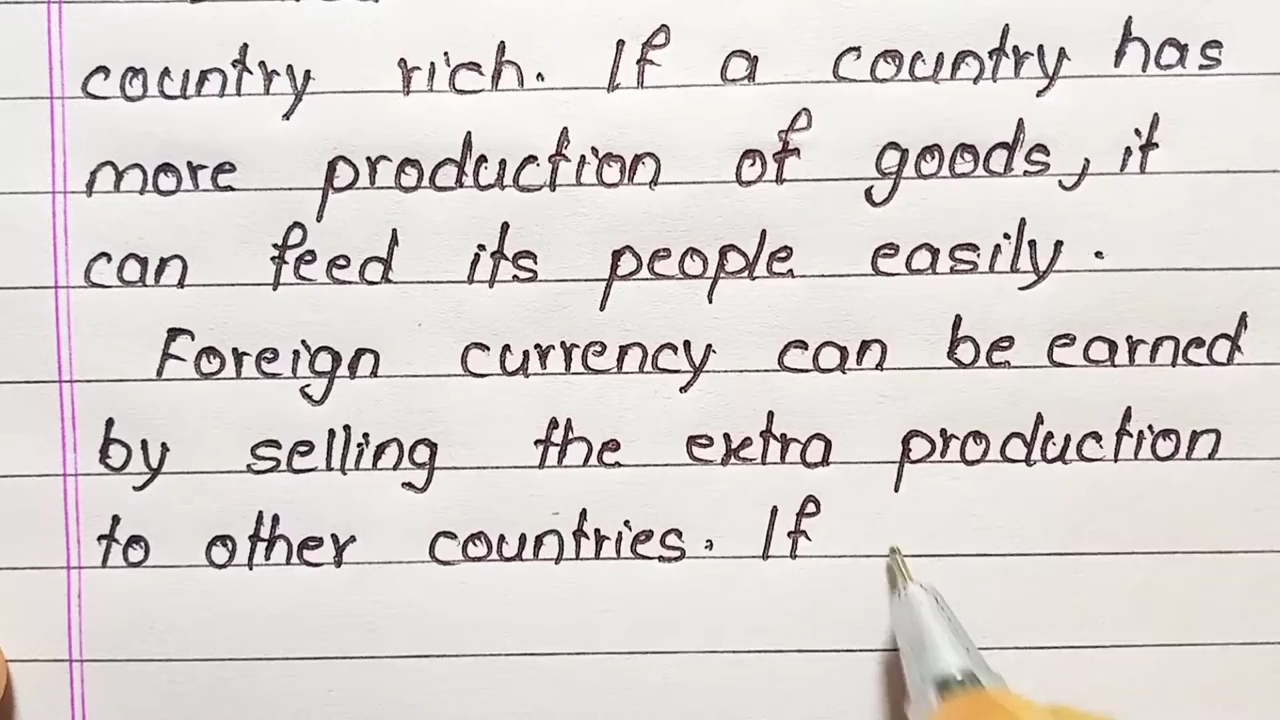 country rich. If a country has
more production of goods, it
can feed its people easily.
Foreign currency can be earned
by selling the extra production
to other countries. If